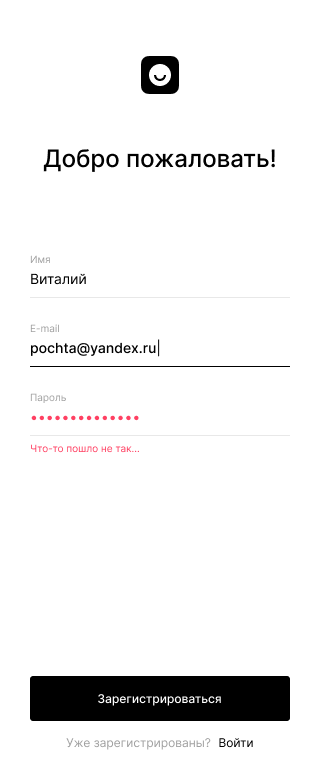 Добро пожаловать!
Имя
Виталий
E-mail
pochta@yandex.ru
Пароль
••••••••••••••
Что-то пошло не так...
Зарегистрироваться
Уже зарегистрированы? Войти